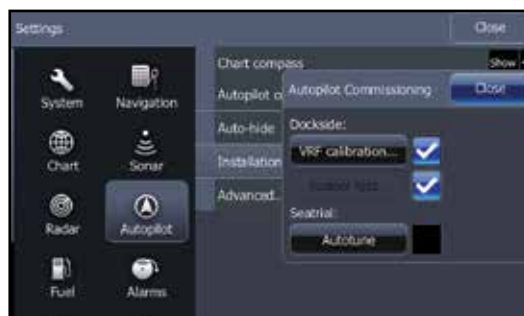 Settings
Close
System
Navigation
Chart
Sonar
Radar
Autopilot
Fuel
Alarms
Chart compass
Show
Autopilot
Auto-hide
Installation
Advanced...
Autopilot Commissioning
Close
Dockside:
VRF calibration...
Seatrial:
Autotune